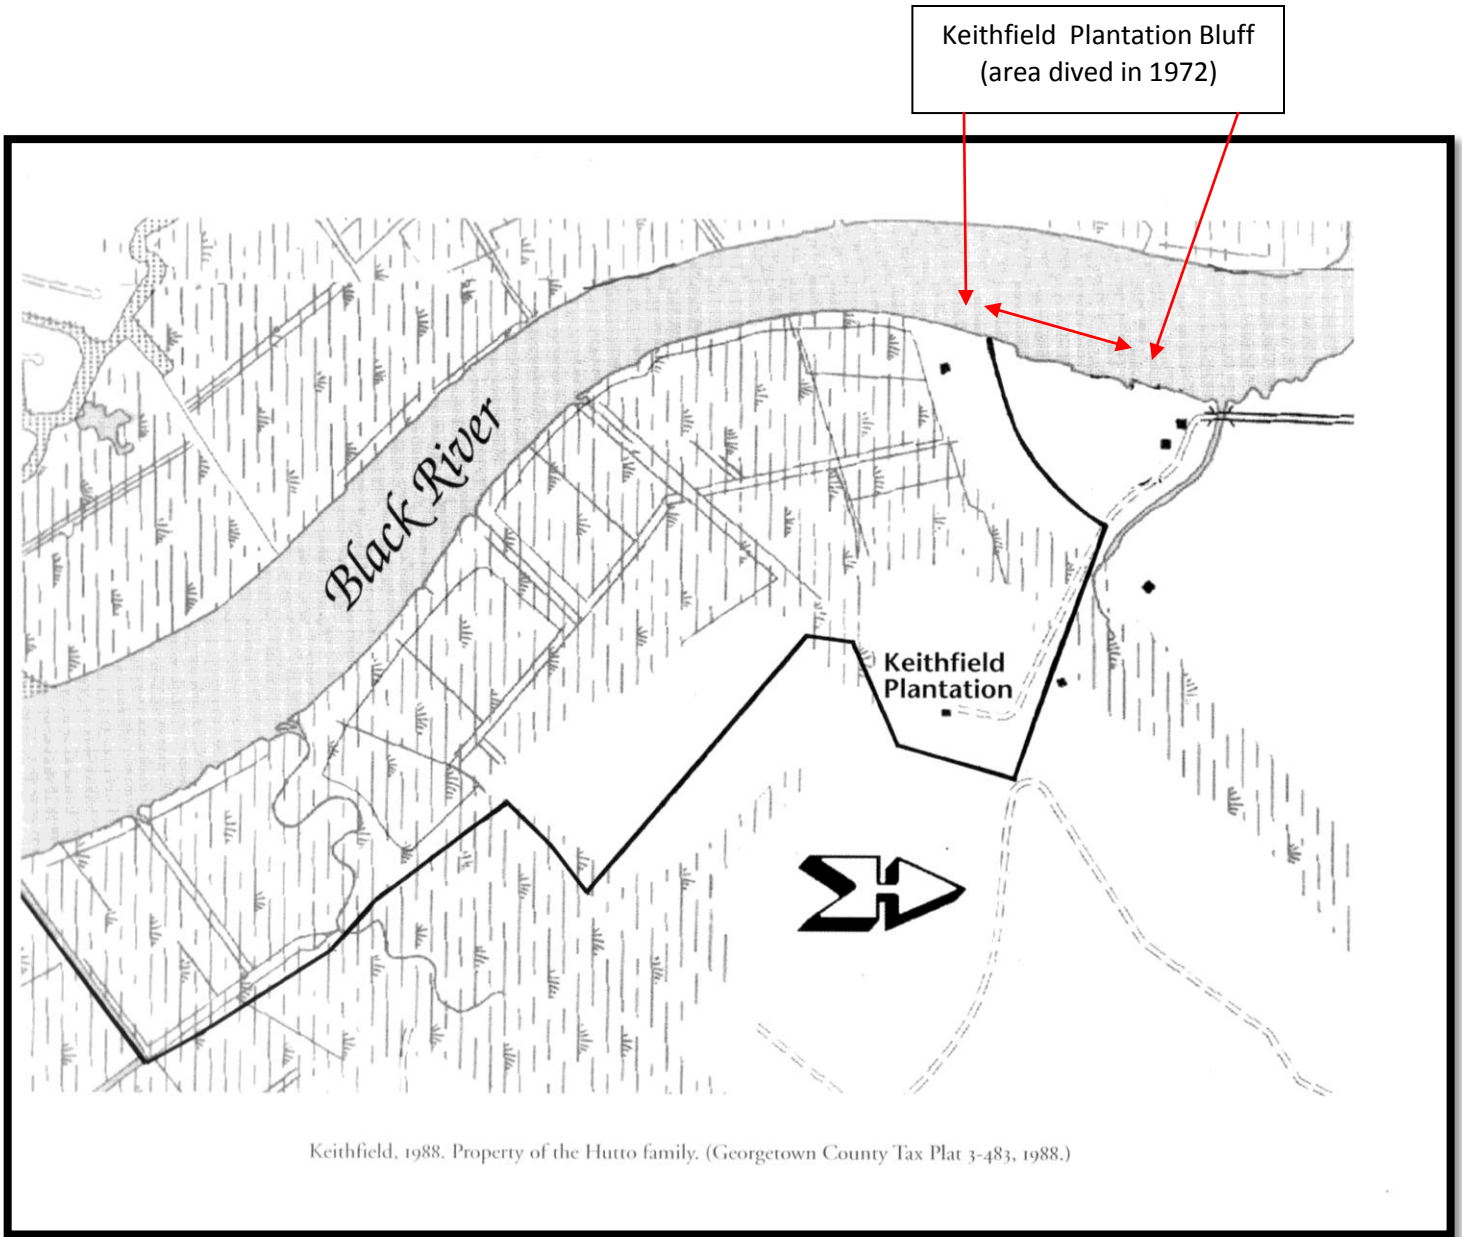 Keithfield Plantation Bluff
(area dived in 1972)
Black River
Keithfield
Plantation
Keithfield, 1988. Property of the Hutto family. (Georgetown County Tax Plat 3-483, 1988.)